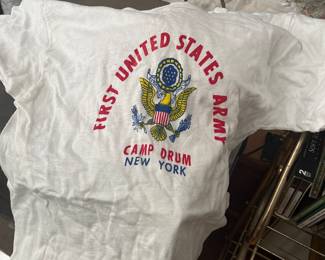 FIRST UNITED STATES ARMY
CAMP DRUM
NEW YORK